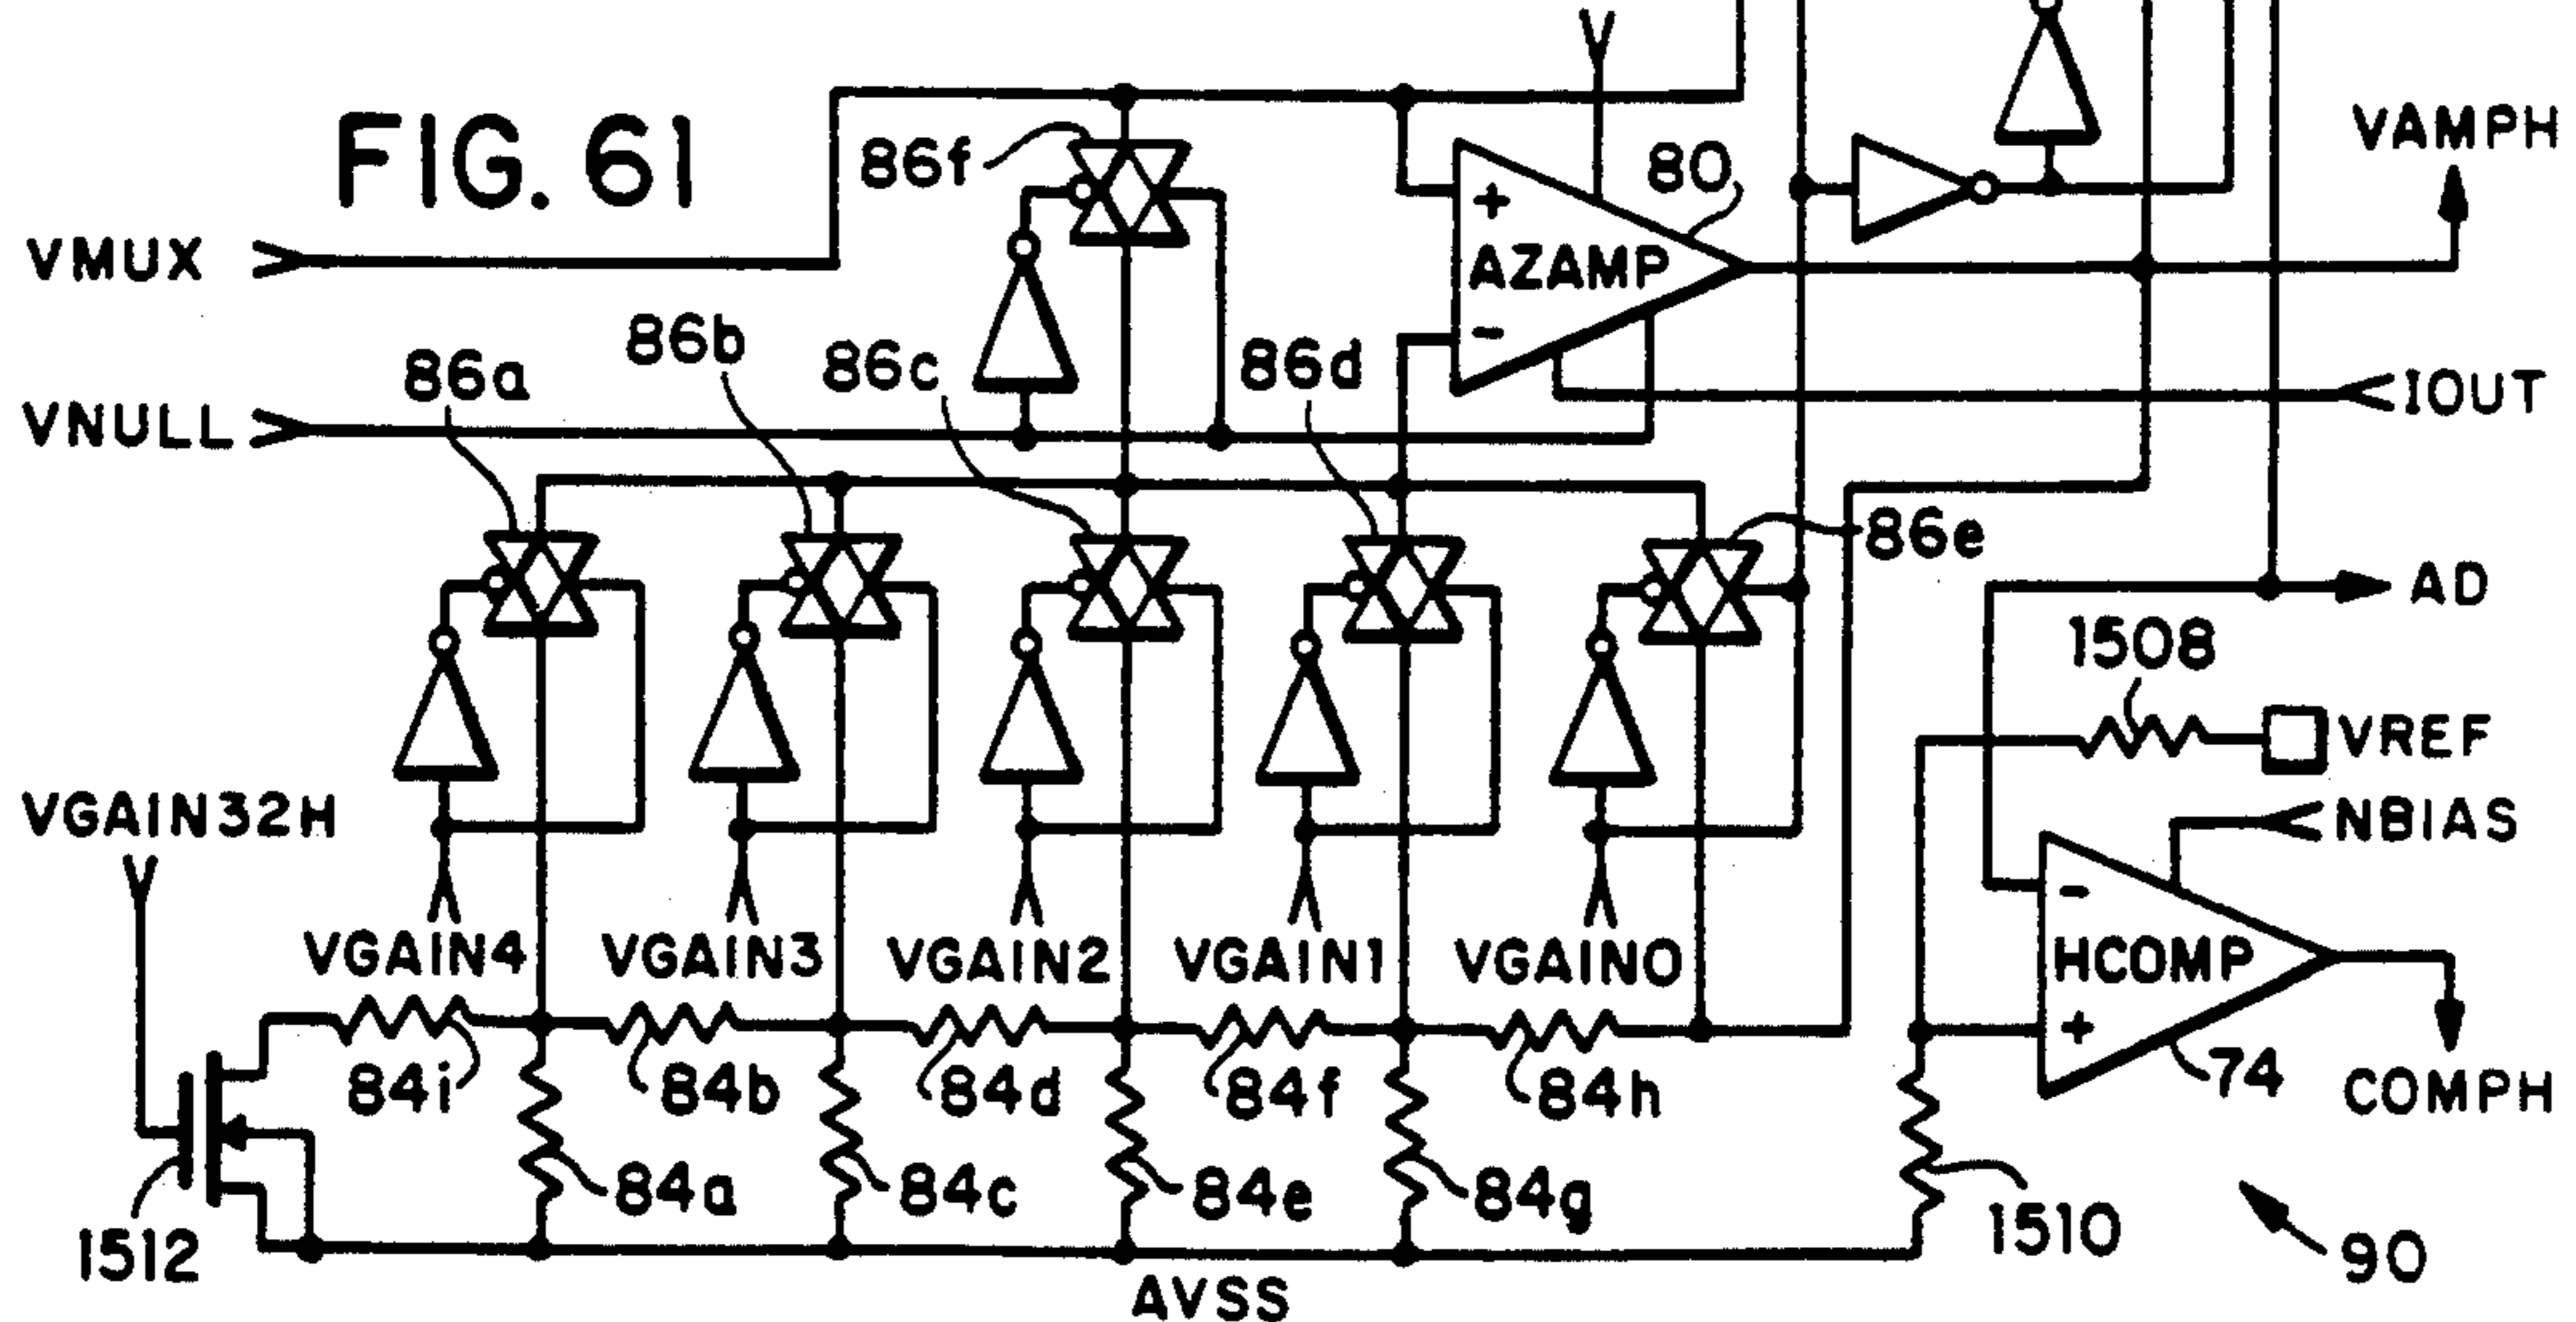 FIG. 61
VAMPH
86f
80
+
VMUX
AZAMP
-
86a
86b
86c
86d
IOUT
VNULL
86e
AD
1508
VREF
VGAIN32H
NBIAS
-
VGAIN4
VGAIN3
VGAIN2
VGAIN1
VGAIN0
HCOMP
+
84i
84b
84d
84f
84h
74
COMPH
84a
84c
84e
84g
1510
1512
90
AVSS